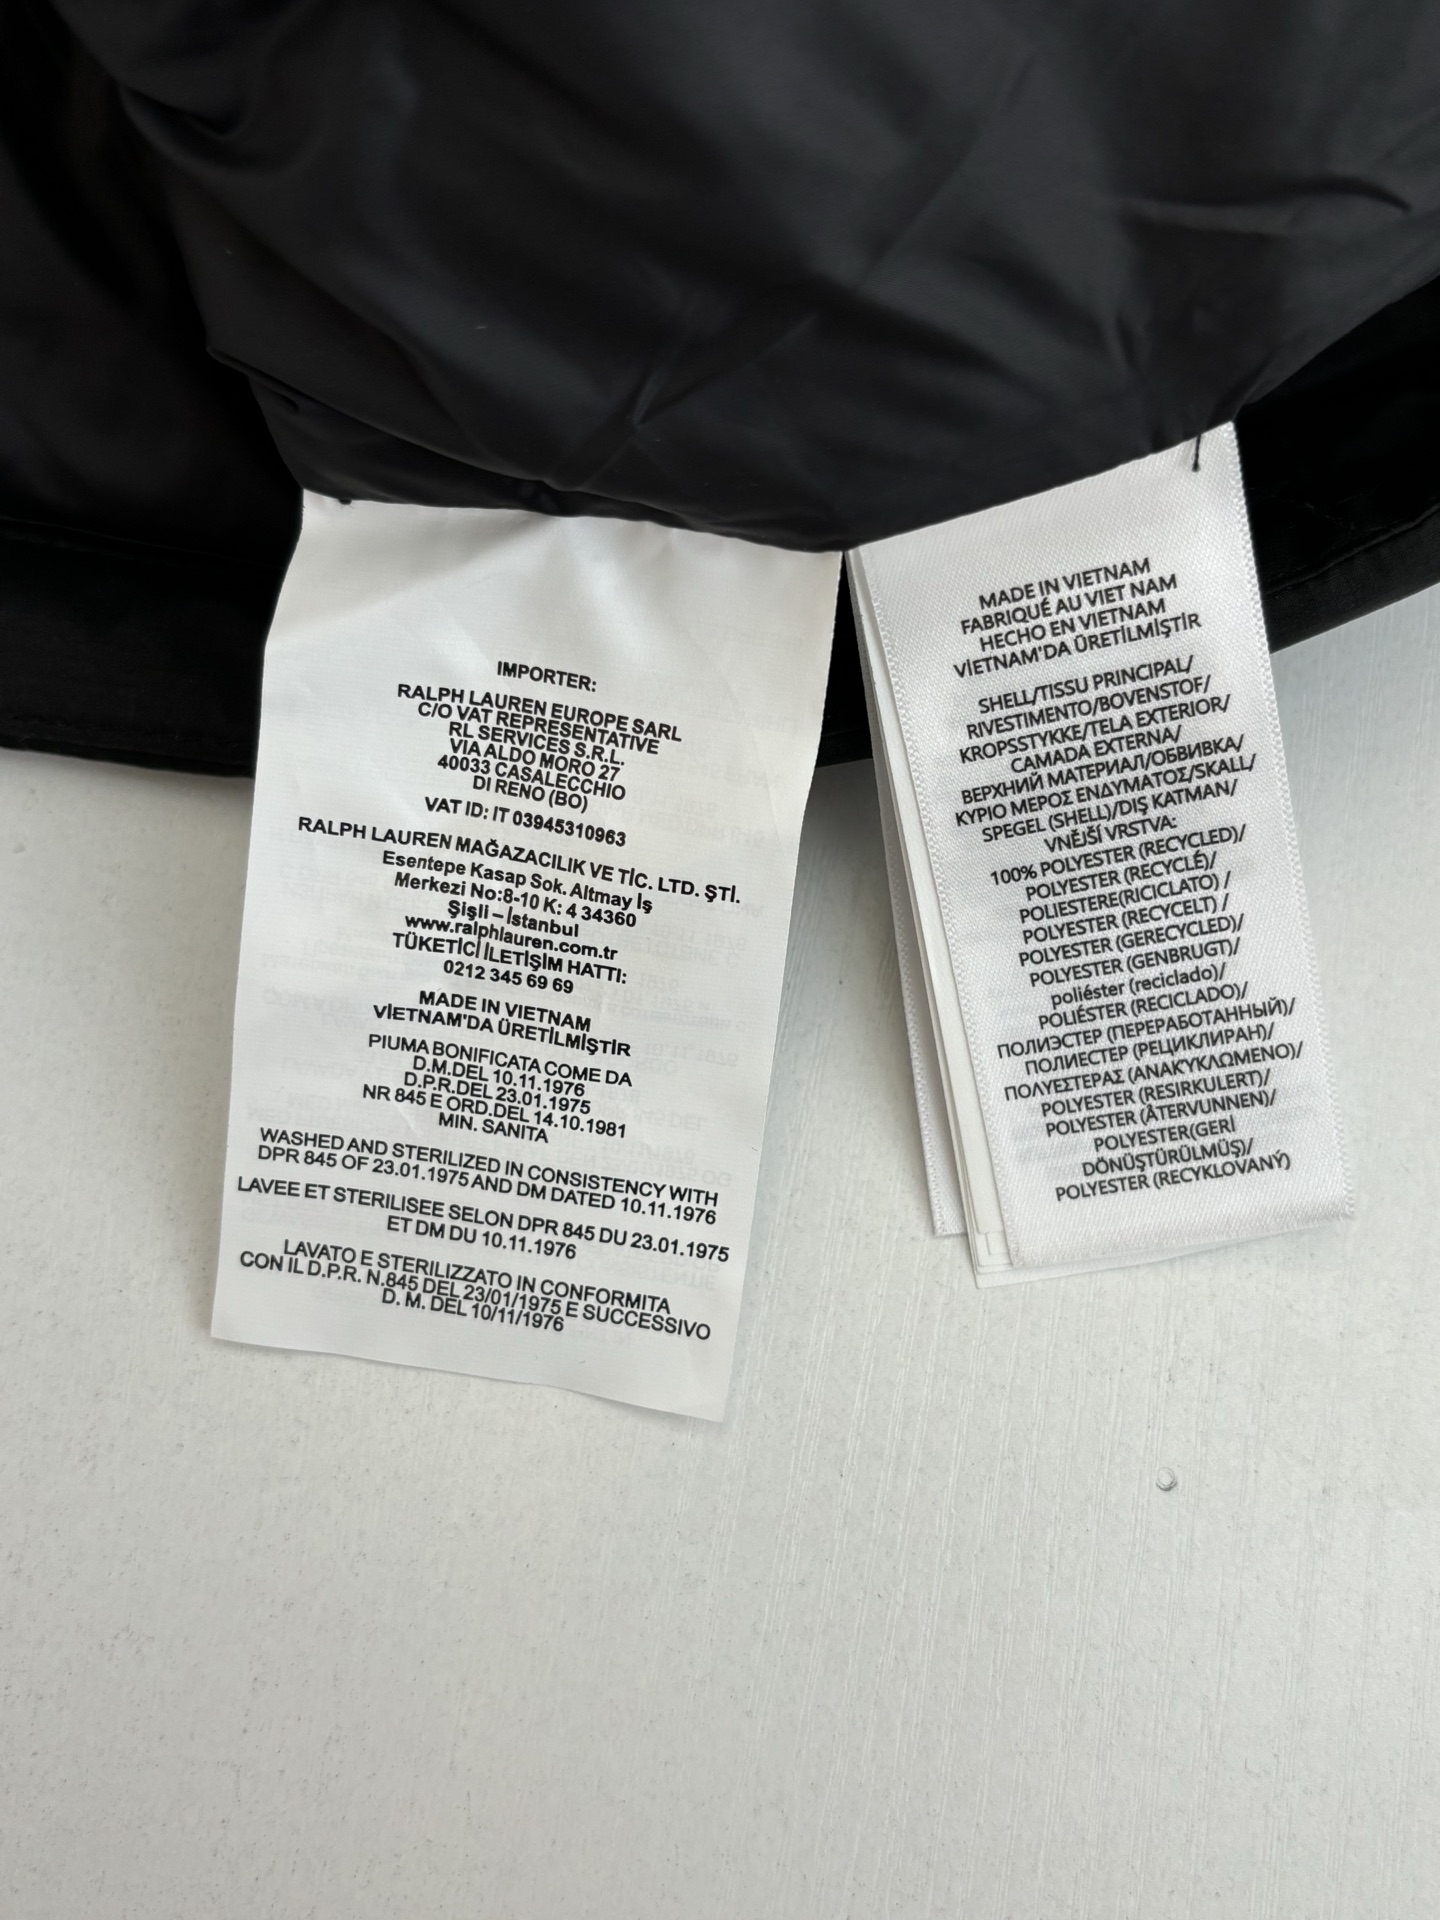 IMPORTER:
RALPH LAUREN EUROPE SARL
C/O VAT REPRESENTATIVE
RL SERVICES S.R.L.
VIA ALDO MORO 27
40033 CASALECCHIO
DI RENO (BO)
VAT ID: IT 03945310963
RALPH LAUREN MAĞAZACILIK VE TİC. LTD. ŞTİ.
Esentepe Kasap Sok. Altmay İş
Merkezi No:8-10 K: 4 34360
Şişli – İstanbul
www.ralphlauren.com.tr
TÜKETİCİ İLETİŞİM HATTI:
0212 345 69 69
MADE IN VIETNAM
VİETNAM'DA ÜRETİLMİŞTİR
PIUMA BONIFICATA COME DA
D.M.DEL 10.11.1976
D.P.R.DEL 23.01.1975
NR 845 E ORD.DEL 14.10.1981
MIN. SANITA
WASHED AND STERILIZED IN CONSISTENCY WITH
DPR 845 OF 23.01.1975 AND DM DATED 10.11.1976
LAVEE ET STERILISEE SELON DPR 845 DU 23.01.1975
ET DM DU 10.11.1976
LAVATO E STERILIZZATO IN CONFORMITA
CON IL D.P.R. N.845 DEL 23/01/1975 E SUCCESSIVO
D. M. DEL 10/11/1976
MADE IN VIETNAM
FABRIQUÉ AU VIET NAM
HECHO EN VIETNAM
VİETNAM'DA ÜRETİLMİŞTİR
SHELL/TISSU PRINCIPAL/
RIVESTIMENTO/BOVENSTOF/
KROPSSTYKKE/TELA EXTERIOR/
CAMADA EXTERNA/
ВЕРХНИЙ МАТЕРИАЛ/ОБВИВКА/
ΚΥΡΙΟ ΜΕΡΟΣ ΕΝΔΥΜΑΤΟΣ/SKALL/
SPEGEL (SHELL)/DIŞ KATMAN/
VNĚJŠÍ VRSTVA:
100% POLYESTER (RECYCLED)/
POLYESTER (RECYCLÉ)/
POLIESTERE(RICICLATO) /
POLYESTER (RECYCELT) /
POLYESTER (GERECYCLED)/
POLYESTER (GENBRUGT)/
poliéster (reciclado)/
POLIÉSTER (RECICLADO)/
ПОЛИЭСТЕР (ПЕРЕРАБОТАННЫЙ)/
ПОЛИЕСТЕР (РЕЦИКЛИРАН)/
ΠΟΛΥΕΣΤΕΡΑΣ (ΑΝΑΚΥΚΛΩΜΕΝΟ)/
POLYESTER (RESIRKULERT)/
POLYESTER (ÅTERVUNNEN)/
POLYESTER(GERİ
DÖNÜŞTÜRÜLMÜŞ)/
POLYESTER (RECYKLOVANÝ)